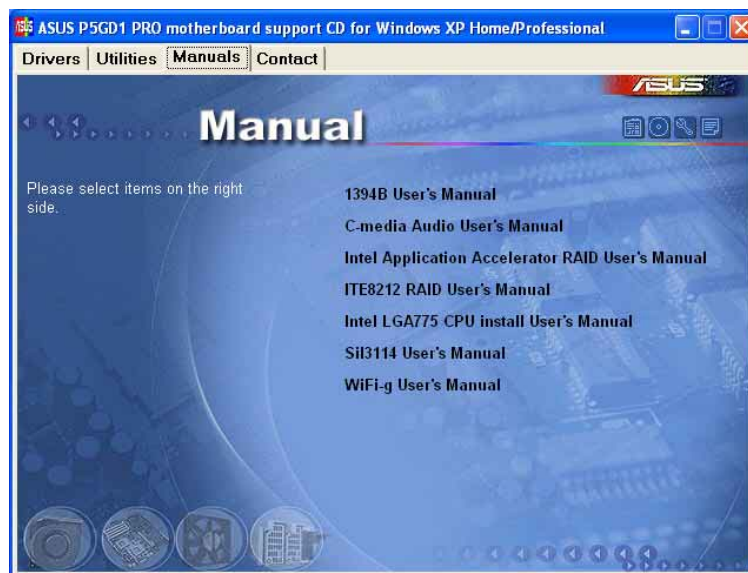 ASUS P5GD1 PRO motherboard support CD for Windows XP Home/Professional
Drivers Utilities Manuals Contact
ASUS
Manual
Please select items on the right
side.
1394B User's Manual
C-media Audio User's Manual
Intel Application Accelerator RAID User's Manual
ITE8212 RAID User's Manual
Intel LGA775 CPU install User's Manual
Sil3114 User's Manual
WiFi-g User's Manual